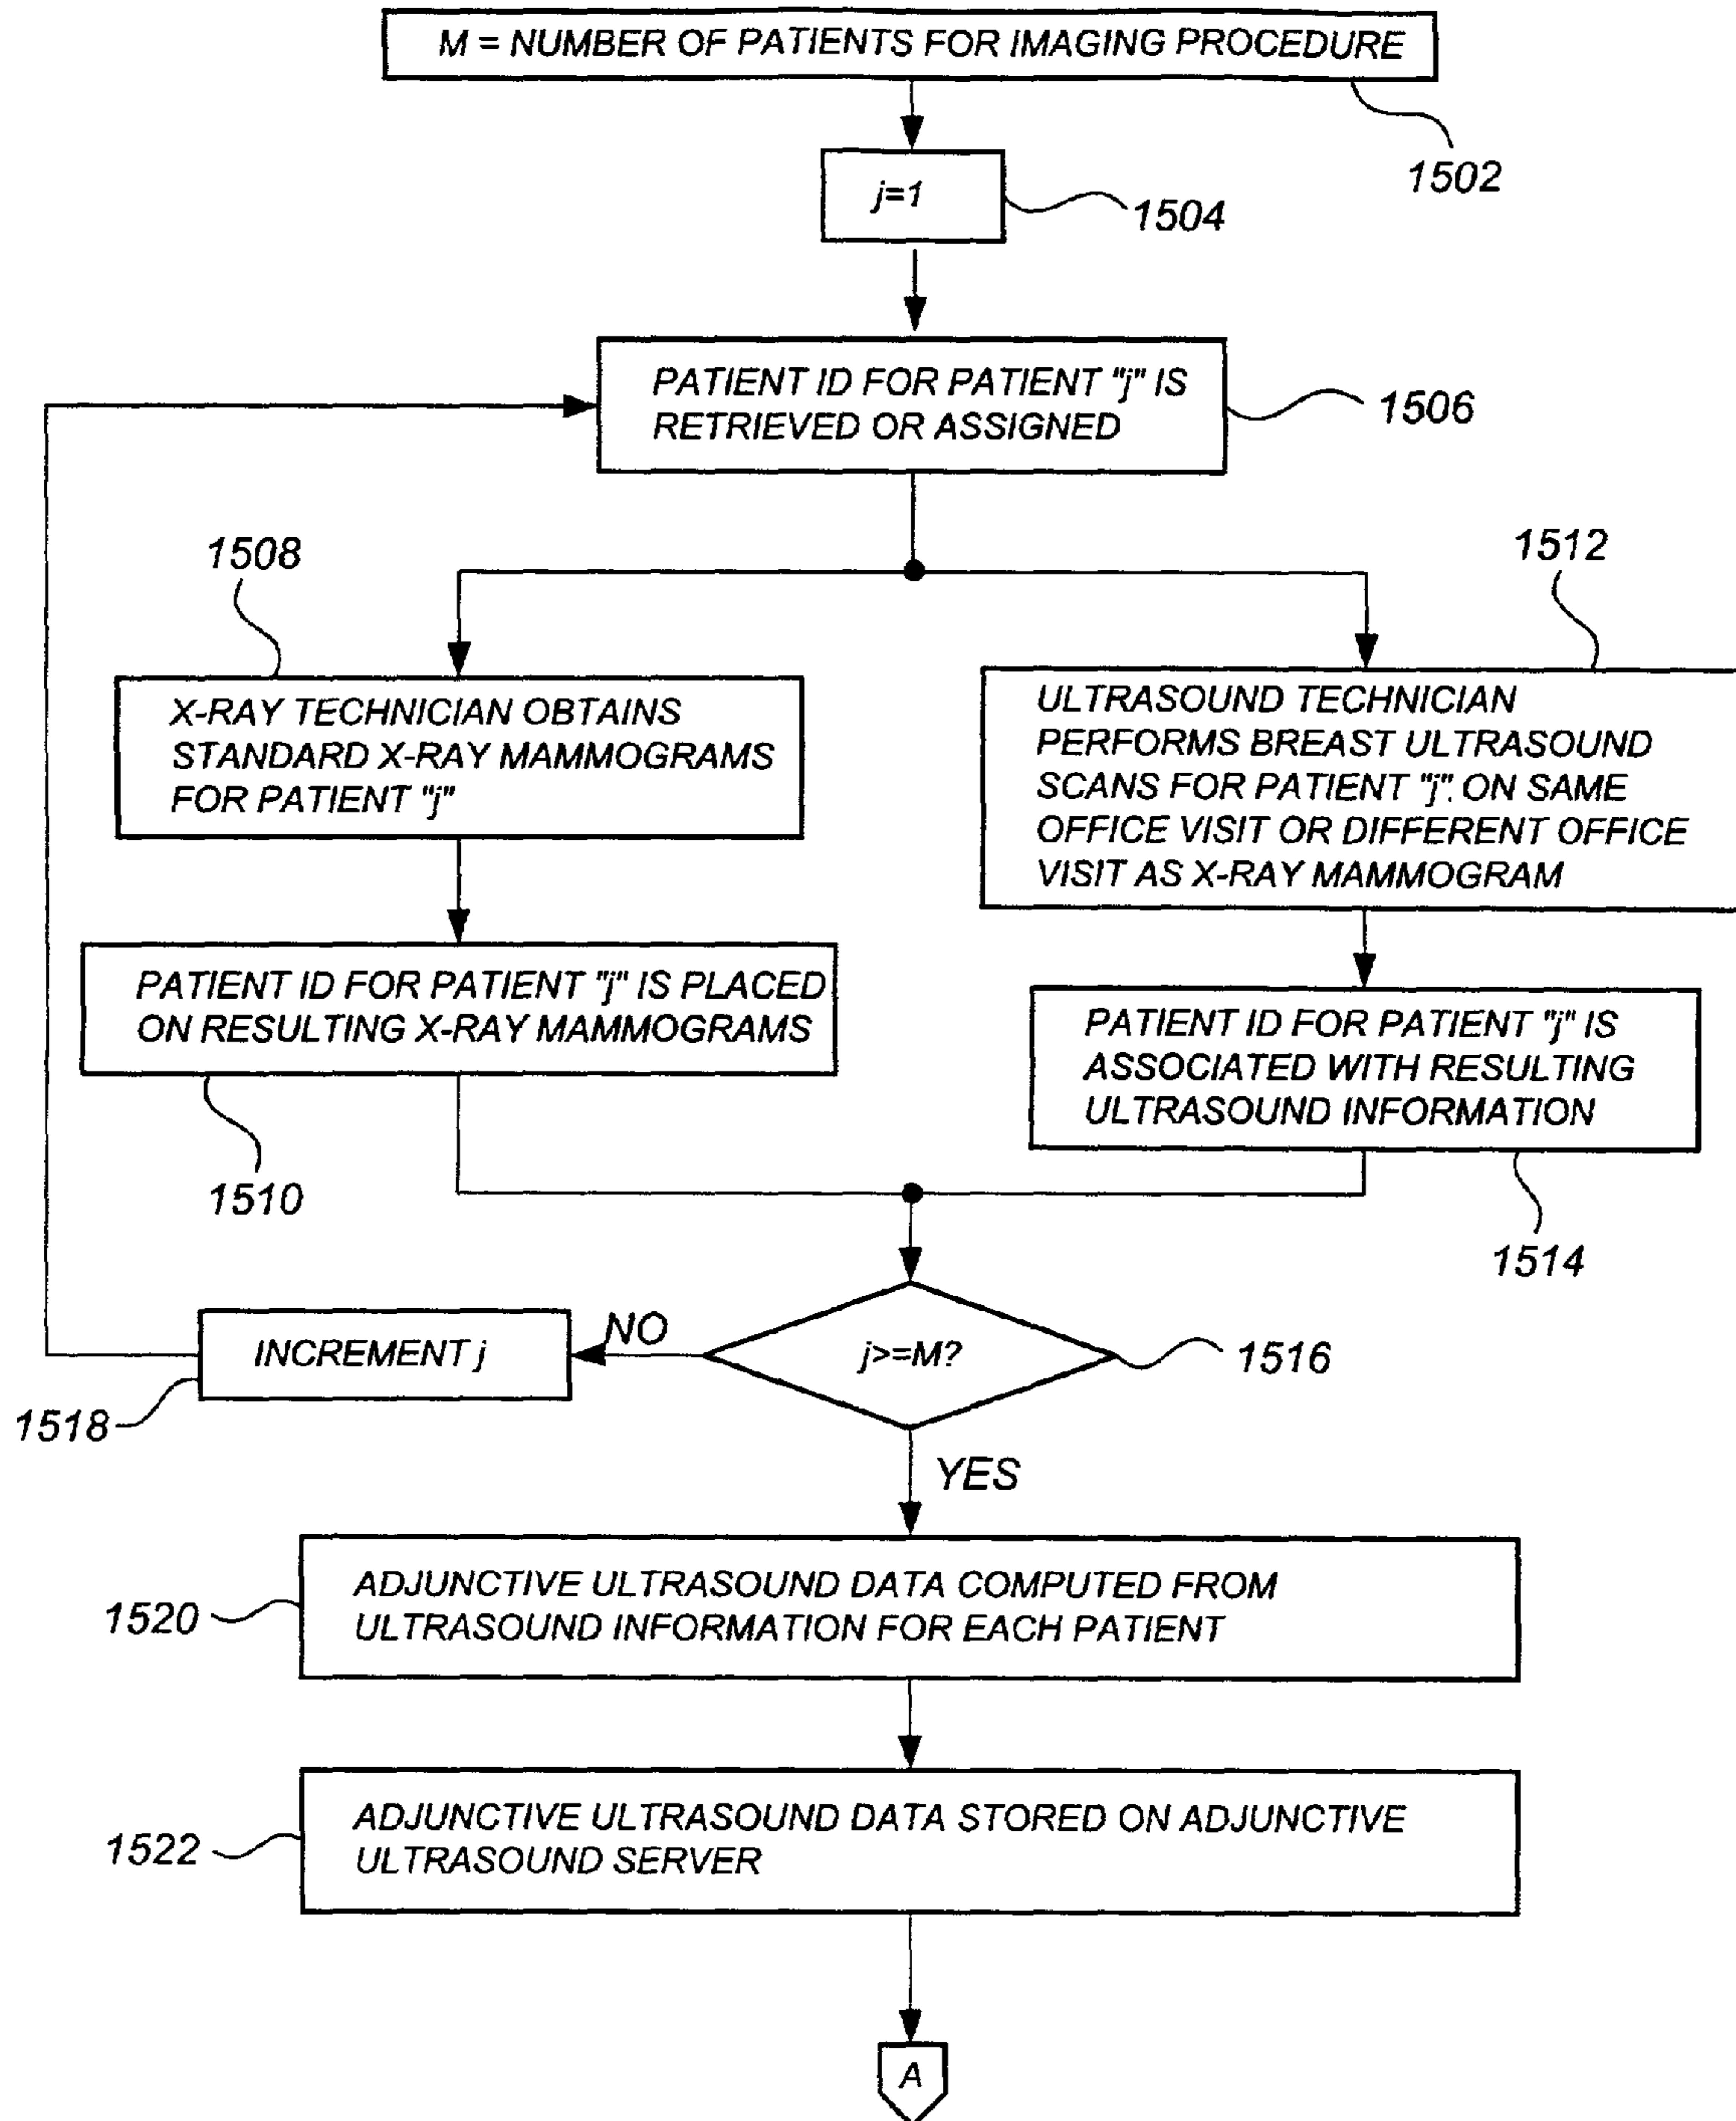 M = NUMBER OF PATIENTS FOR IMAGING PROCEDURE
1502
j=1
1504
PATIENT ID FOR PATIENT "j" IS
RETRIEVED OR ASSIGNED
1506
1508
1512
X-RAY TECHNICIAN OBTAINS
STANDARD X-RAY MAMMOGRAMS
FOR PATIENT "j"
ULTRASOUND TECHNICIAN
PERFORMS BREAST ULTRASOUND
SCANS FOR PATIENT "j". ON SAME
OFFICE VISIT OR DIFFERENT OFFICE
VISIT AS X-RAY MAMMOGRAM
PATIENT ID FOR PATIENT "j" IS PLACED
ON RESULTING X-RAY MAMMOGRAMS
1510
PATIENT ID FOR PATIENT "j" IS
ASSOCIATED WITH RESULTING
ULTRASOUND INFORMATION
1514
INCREMENT j
1518
NO
j>=M?
1516
YES
ADJUNCTIVE ULTRASOUND DATA COMPUTED FROM
ULTRASOUND INFORMATION FOR EACH PATIENT
1520
ADJUNCTIVE ULTRASOUND DATA STORED ON ADJUNCTIVE
ULTRASOUND SERVER
1522
A